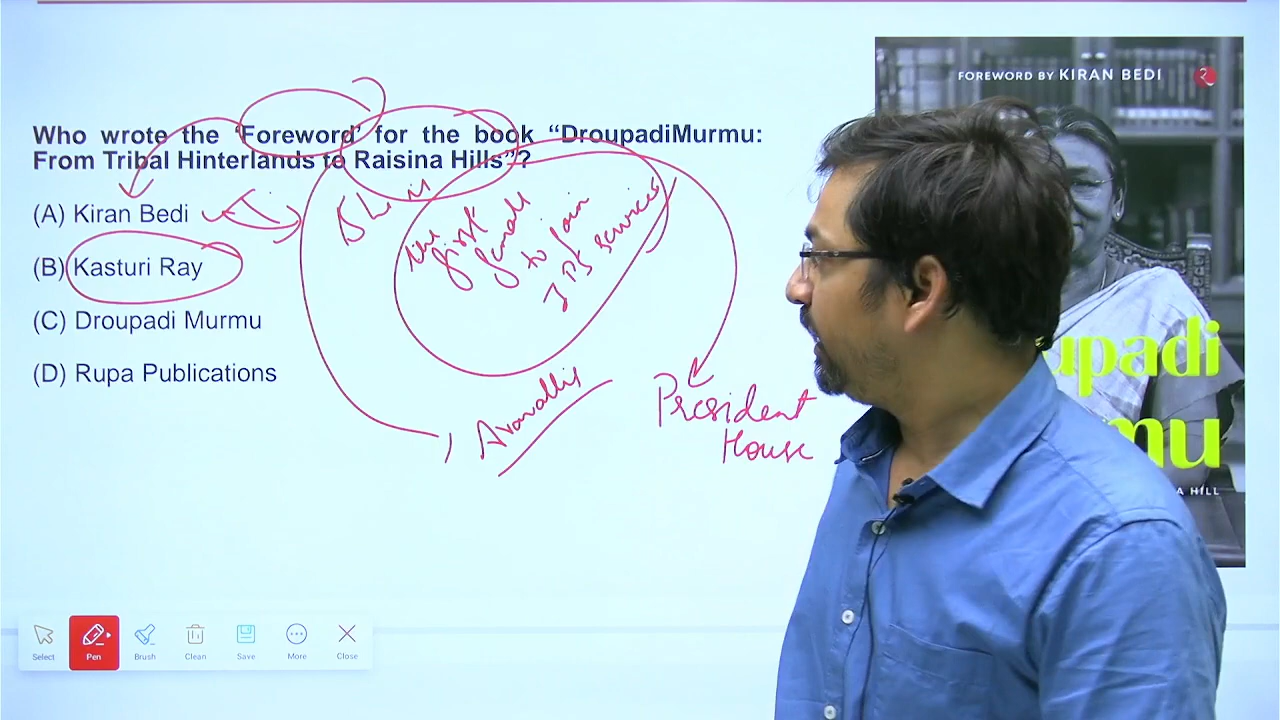 FOREWORD BY KIRAN BEDI
Who wrote the ‘Foreword’ for the book “DroupadiMurmu:
From Tribal Hinterlands to Raisina Hills”?
(A) Kiran Bedi
(B) Kasturi Ray
(C) Droupadi Murmu
(D) Rupa Publications
She is
the first female to join IPS services
Aravallis
President
House
upadi
mu
A HILL
Select
Pen
Brush
Clean
Save
More
Close